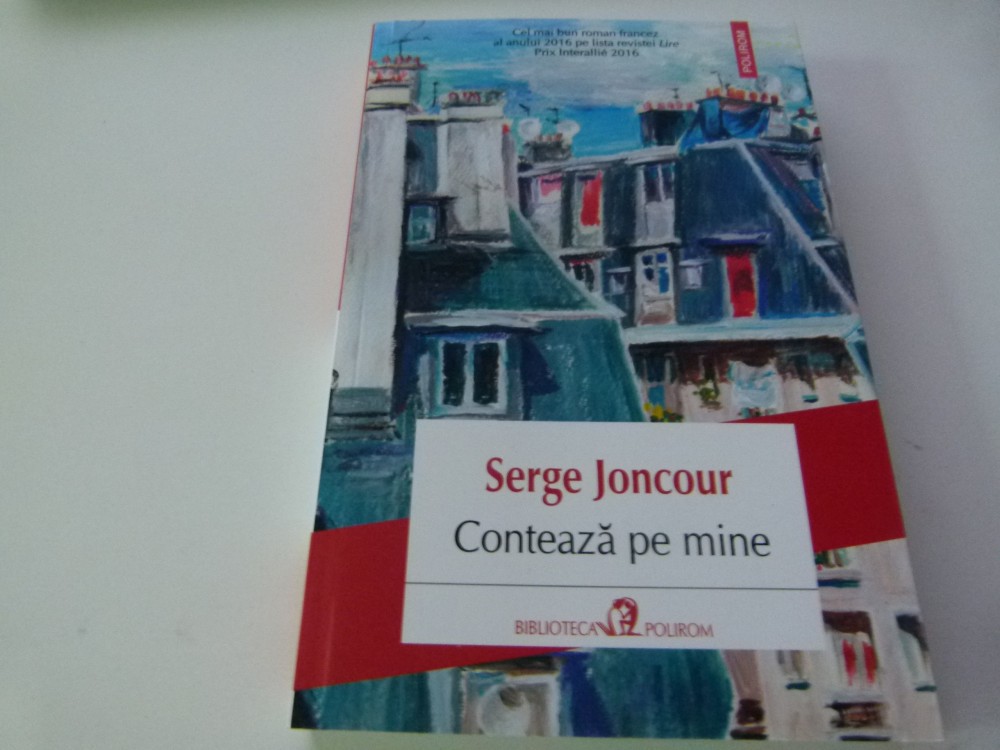 Cel mai bun roman francez
al anului 2016 pe lista revistei Lire
Prix Interallié 2016
POLIROM
Serge Joncour
Contează pe mine
BIBLIOTECA POLIROM